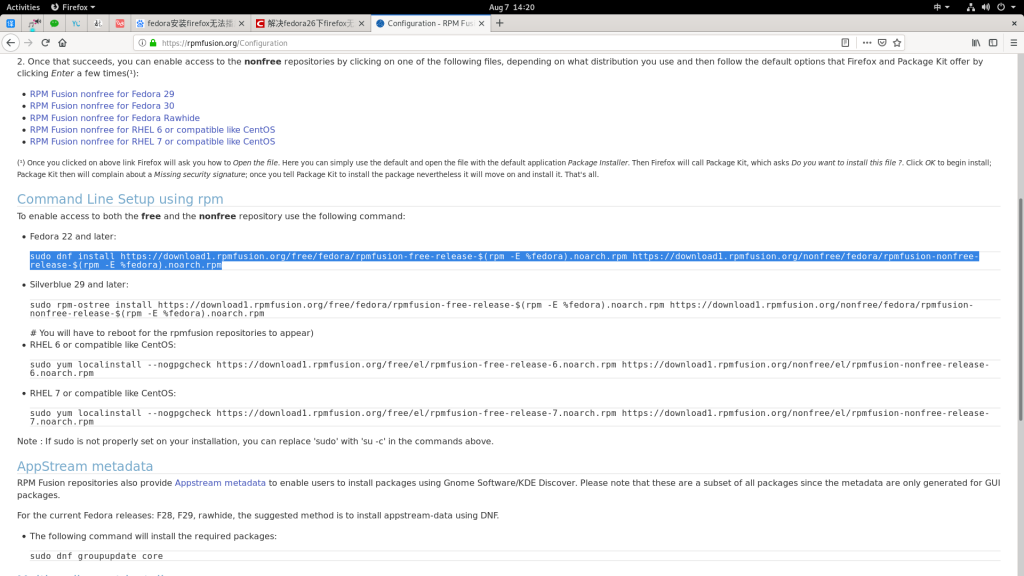 Activities Firefox Aug 7 14:20 中
fedora安装firefox无法播 解决fedora26下firefox无 Configuration - RPM Fus
https://rpmfusion.org/Configuration
2. Once that succeeds, you can enable access to the nonfree repositories by clicking on one of the following files, depending on what distribution you use and then follow the default options that Firefox and Package Kit offer by
clicking Enter a few times(¹):
RPM Fusion nonfree for Fedora 29
RPM Fusion nonfree for Fedora 30
RPM Fusion nonfree for Fedora Rawhide
RPM Fusion nonfree for RHEL 6 or compatible like CentOS
RPM Fusion nonfree for RHEL 7 or compatible like CentOS
(¹) Once you clicked on above link Firefox will ask you how to Open the file. Here you can simply use the default and open the file with the default application Package Installer. Then Firefox will call Package Kit, which asks Do you want to install this file ?. Click OK to begin install;
Package Kit then will complain about a Missing security signature; once you tell Package Kit to install the package nevertheless it will move on and install it. That's all.
Command Line Setup using rpm
To enable access to both the free and the nonfree repository use the following command:
Fedora 22 and later:
sudo dnf install https://download1.rpmfusion.org/free/fedora/rpmfusion-free-release-$(rpm -E %fedora).noarch.rpm https://download1.rpmfusion.org/nonfree/fedora/rpmfusion-nonfree-
release-$(rpm -E %fedora).noarch.rpm
Silverblue 29 and later:
sudo rpm-ostree install https://download1.rpmfusion.org/free/fedora/rpmfusion-free-release-$(rpm -E %fedora).noarch.rpm https://download1.rpmfusion.org/nonfree/fedora/rpmfusion-
nonfree-release-$(rpm -E %fedora).noarch.rpm
# You will have to reboot for the rpmfusion repositories to appear)
RHEL 6 or compatible like CentOS:
sudo yum localinstall --nogpgcheck https://download1.rpmfusion.org/free/el/rpmfusion-free-release-6.noarch.rpm https://download1.rpmfusion.org/nonfree/el/rpmfusion-nonfree-release-
6.noarch.rpm
RHEL 7 or compatible like CentOS:
sudo yum localinstall --nogpgcheck https://download1.rpmfusion.org/free/el/rpmfusion-free-release-7.noarch.rpm https://download1.rpmfusion.org/nonfree/el/rpmfusion-nonfree-release-
7.noarch.rpm
Note : If sudo is not properly set on your installation, you can replace 'sudo' with 'su -c' in the commands above.
AppStream metadata
RPM Fusion repositories also provide Appstream metadata to enable users to install packages using Gnome Software/KDE Discover. Please note that these are a subset of all packages since the metadata are only generated for GUI
packages.
For the current Fedora releases: F28, F29, rawhide, the suggested method is to install appstream-data using DNF.
The following command will install the required packages:
sudo dnf groupupdate core